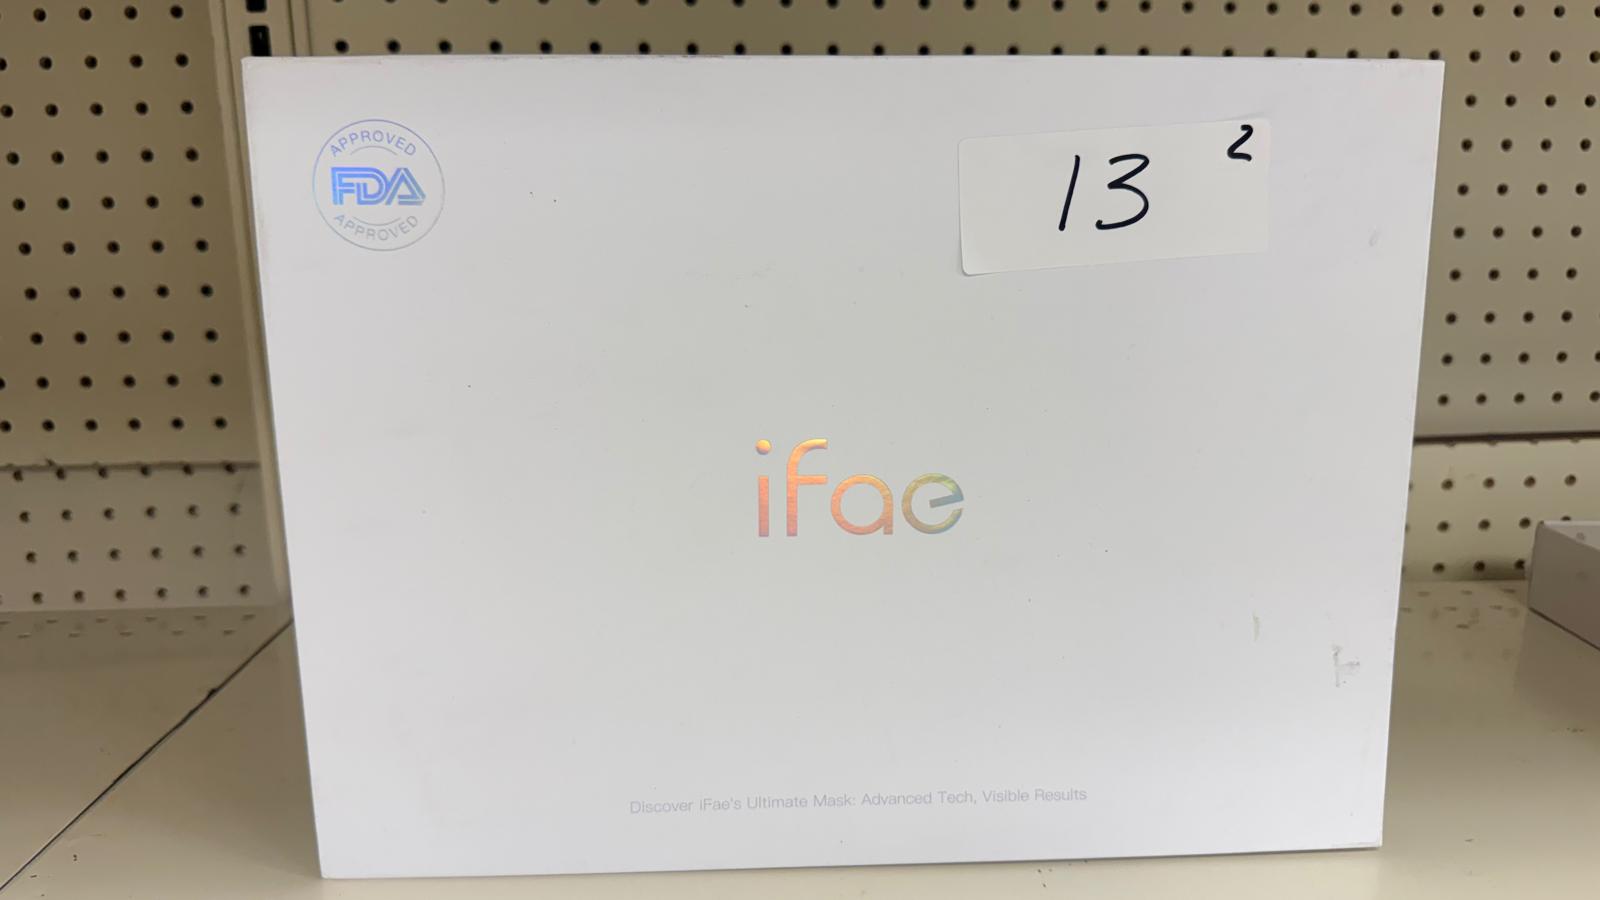 APPROVED
FDA
APPROVED
13 2
ifae
Discover iFae's Ultimate Mask: Advanced Tech, Visible Results